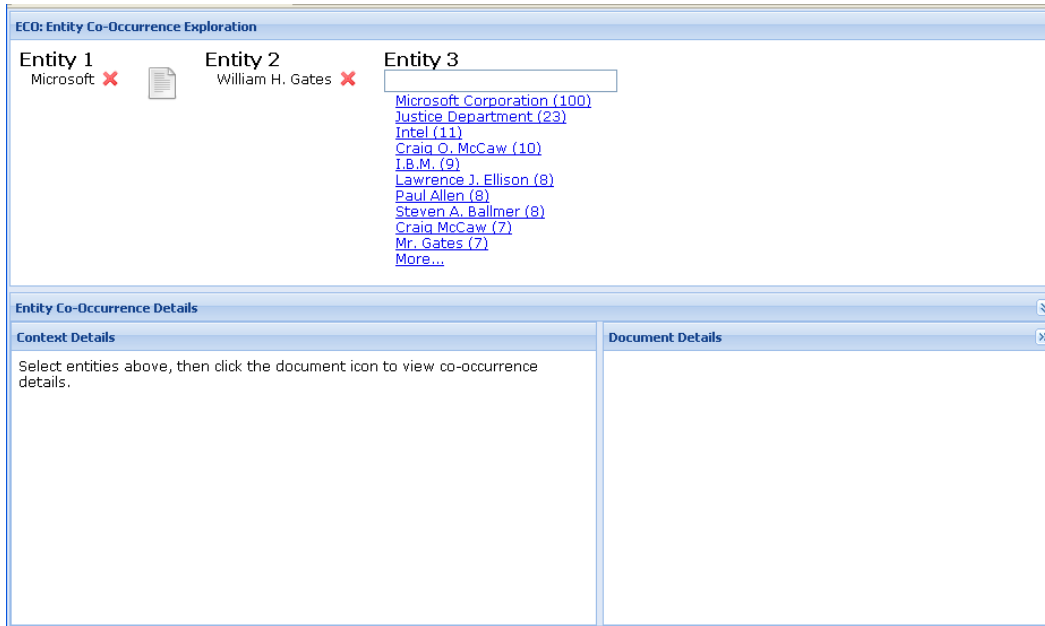 ECO: Entity Co-Occurrence Exploration
Entity 1 Entity 2 Entity 3
Microsoft William H. Gates
Microsoft Corporation (100)
Justice Department (23)
Intel (11)
Craig O. McCaw (10)
I.B.M. (9)
Lawrence J. Ellison (8)
Paul Allen (8)
Steven A. Ballmer (8)
Craig McCaw (7)
Mr. Gates (7)
More...
Entity Co-Occurrence Details
Context Details Document Details
Select entities above, then click the document icon to view co-occurrence
details.